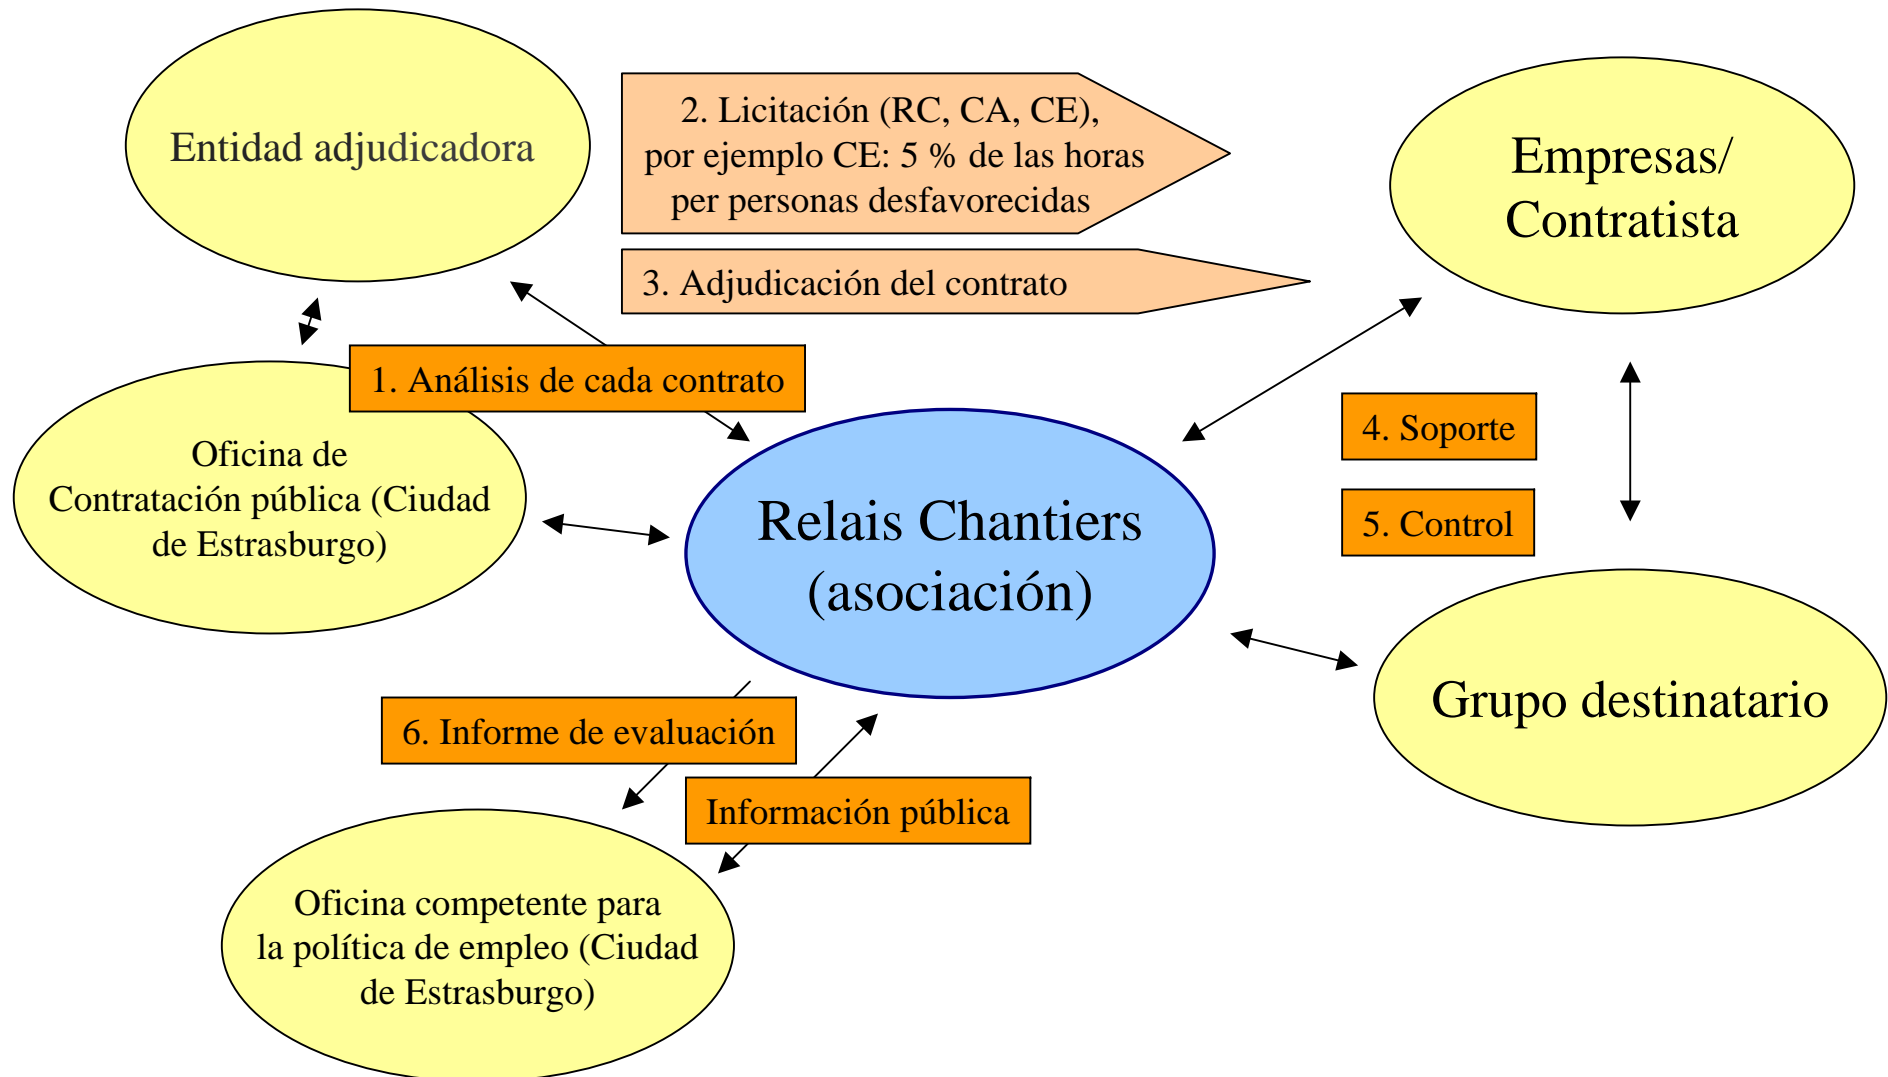 Entidad adjudicadora
2. Licitación (RC, CA, CE),
por ejemplo CE: 5 % de las horas
per personas desfavorecidas
Empresas/
Contratista
3. Adjudicación del contrato
1. Análisis de cada contrato
Oficina de
Contratación pública (Ciudad
de Estrasburgo)
4. Soporte
5. Control
Relais Chantiers
(asociación)
Grupo destinatario
6. Informe de evaluación
Información pública
Oficina competente para
la política de empleo (Ciudad
de Estrasburgo)